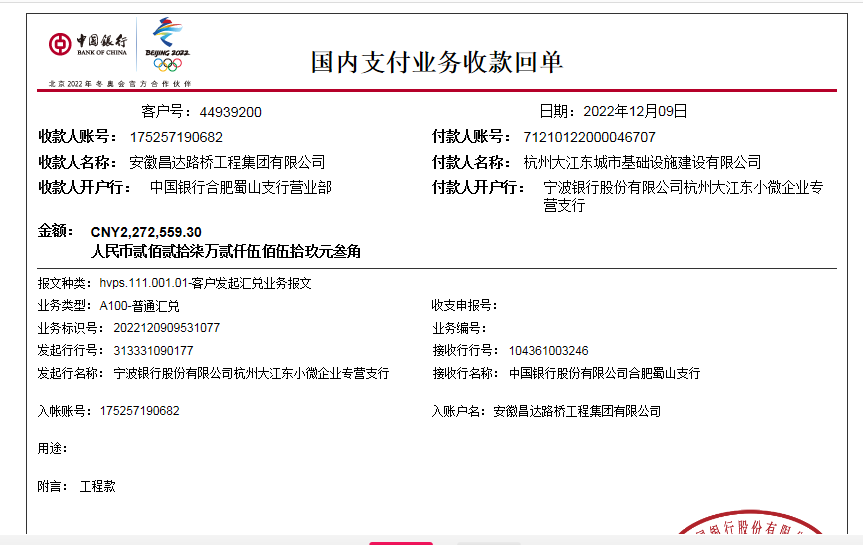 中国银行
BANK OF CHINA
BEIJING 2022
北京2022年冬奥会官方合作伙伴
国内支付业务收款回单
客户号：44939200
日期：2022年12月09日
收款人账号：175257190682
付款人账号：71210122000046707
收款人名称：安徽昌达路桥工程集团有限公司
付款人名称：杭州大江东城市基础设施建设有限公司
收款人开户行：中国银行合肥蜀山支行营业部
付款人开户行：宁波银行股份有限公司杭州大江东小微企业专
营支行
金额：CNY2,272,559.30
人民币贰佰贰拾柒万贰仟伍佰伍拾玖元叁角
报文种类：hvps.111.001.01-客户发起汇兑业务报文
业务类型：A100-普通汇兑
收支申报号：
业务标识号：2022120909531077
业务编号：
发起行行号：313331090177
接收行行号：104361003246
发起行名称：宁波银行股份有限公司杭州大江东小微企业专营支行
接收行名称：中国银行股份有限公司合肥蜀山支行
入帐账号：175257190682
入账户名：安徽昌达路桥工程集团有限公司
用途：
附言：工程款
银行股份有限